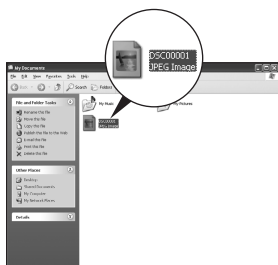 My Documents
File Edit View Favorites Tools Help
Back Search Folders
File and Folder Tasks
Rename this file
Move this file
Copy this file
Publish this file to the Web
E-mail this file
Print this file
Delete this file
Other Places
Desktop
Shared Documents
My Computer
My Network Places
Details
My Music
My Pictures
DSC00001
JPEG Image
DSC00001
JPEG Image